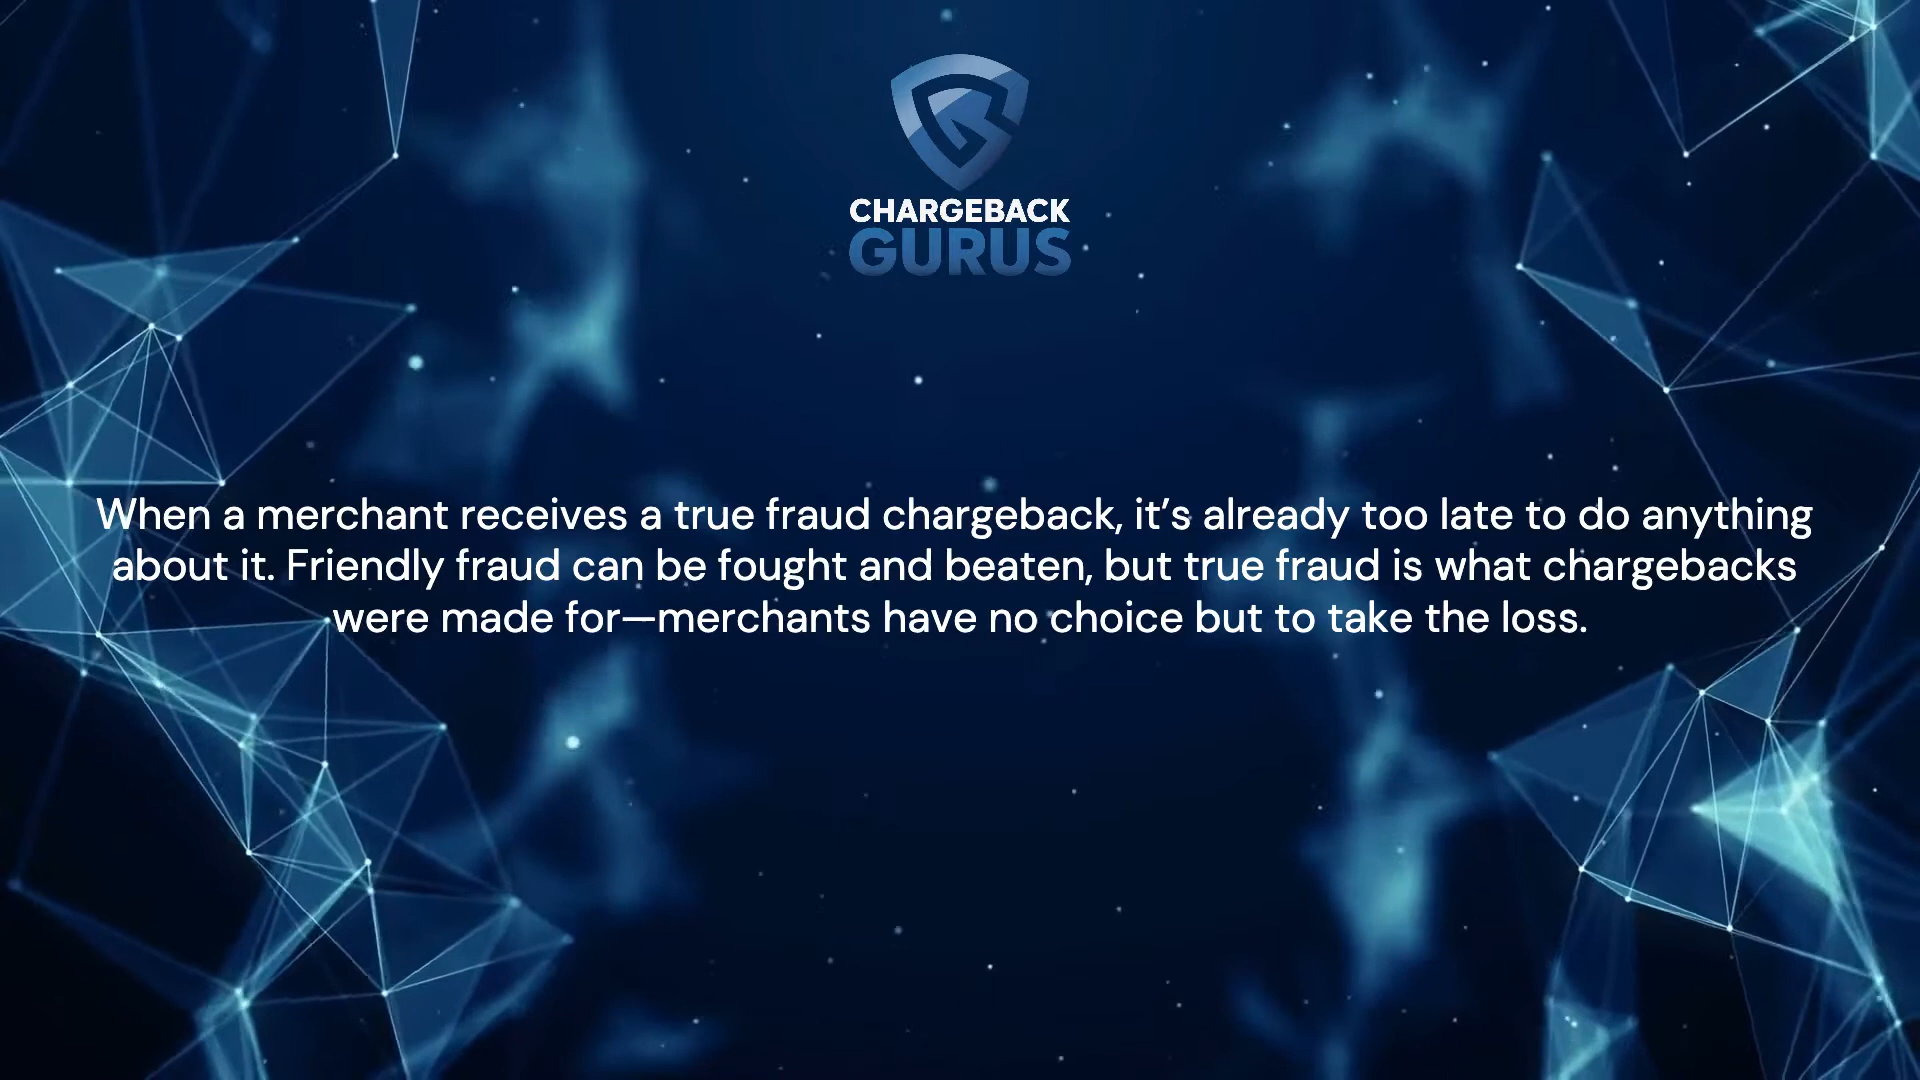 CHARGEBACK
GURUS
When a merchant receives a true fraud chargeback, it’s already too late to do anything
about it. Friendly fraud can be fought and beaten, but true fraud is what chargebacks
were made for—merchants have no choice but to take the loss.